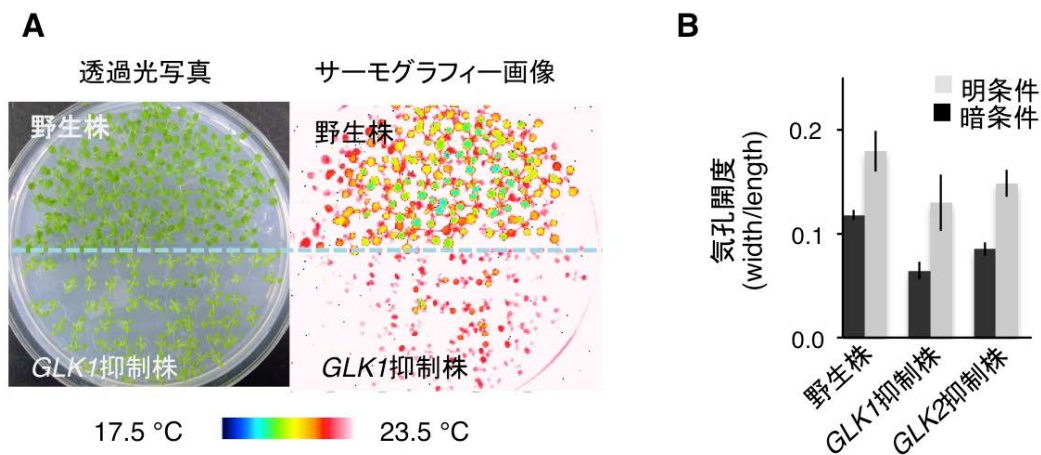 A
透過光写真
サーモグラフィー画像
野生株
野生株
GLK1抑制株
GLK1抑制株
17.5 °C
23.5 °C
B
明条件
暗条件
気孔開度
(width/length)
0.2
0.1
0.0
野生株
GLK1抑制株
GLK2抑制株